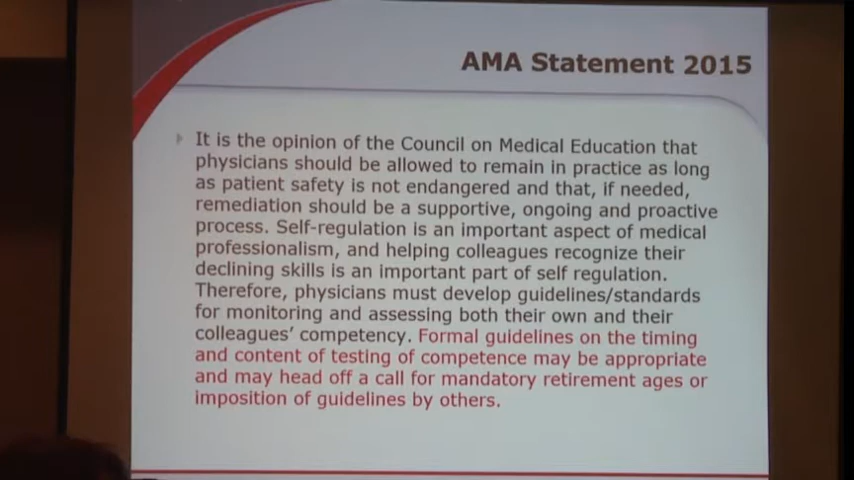 AMA Statement 2015
It is the opinion of the Council on Medical Education that
physicians should be allowed to remain in practice as long
as patient safety is not endangered and that, if needed,
remediation should be a supportive, ongoing and proactive
process. Self-regulation is an important aspect of medical
professionalism, and helping colleagues recognize their
declining skills is an important part of self regulation.
Therefore, physicians must develop guidelines/standards
for monitoring and assessing both their own and their
colleagues’ competency. Formal guidelines on the timing
and content of testing of competence may be appropriate
and may head off a call for mandatory retirement ages or
imposition of guidelines by others.